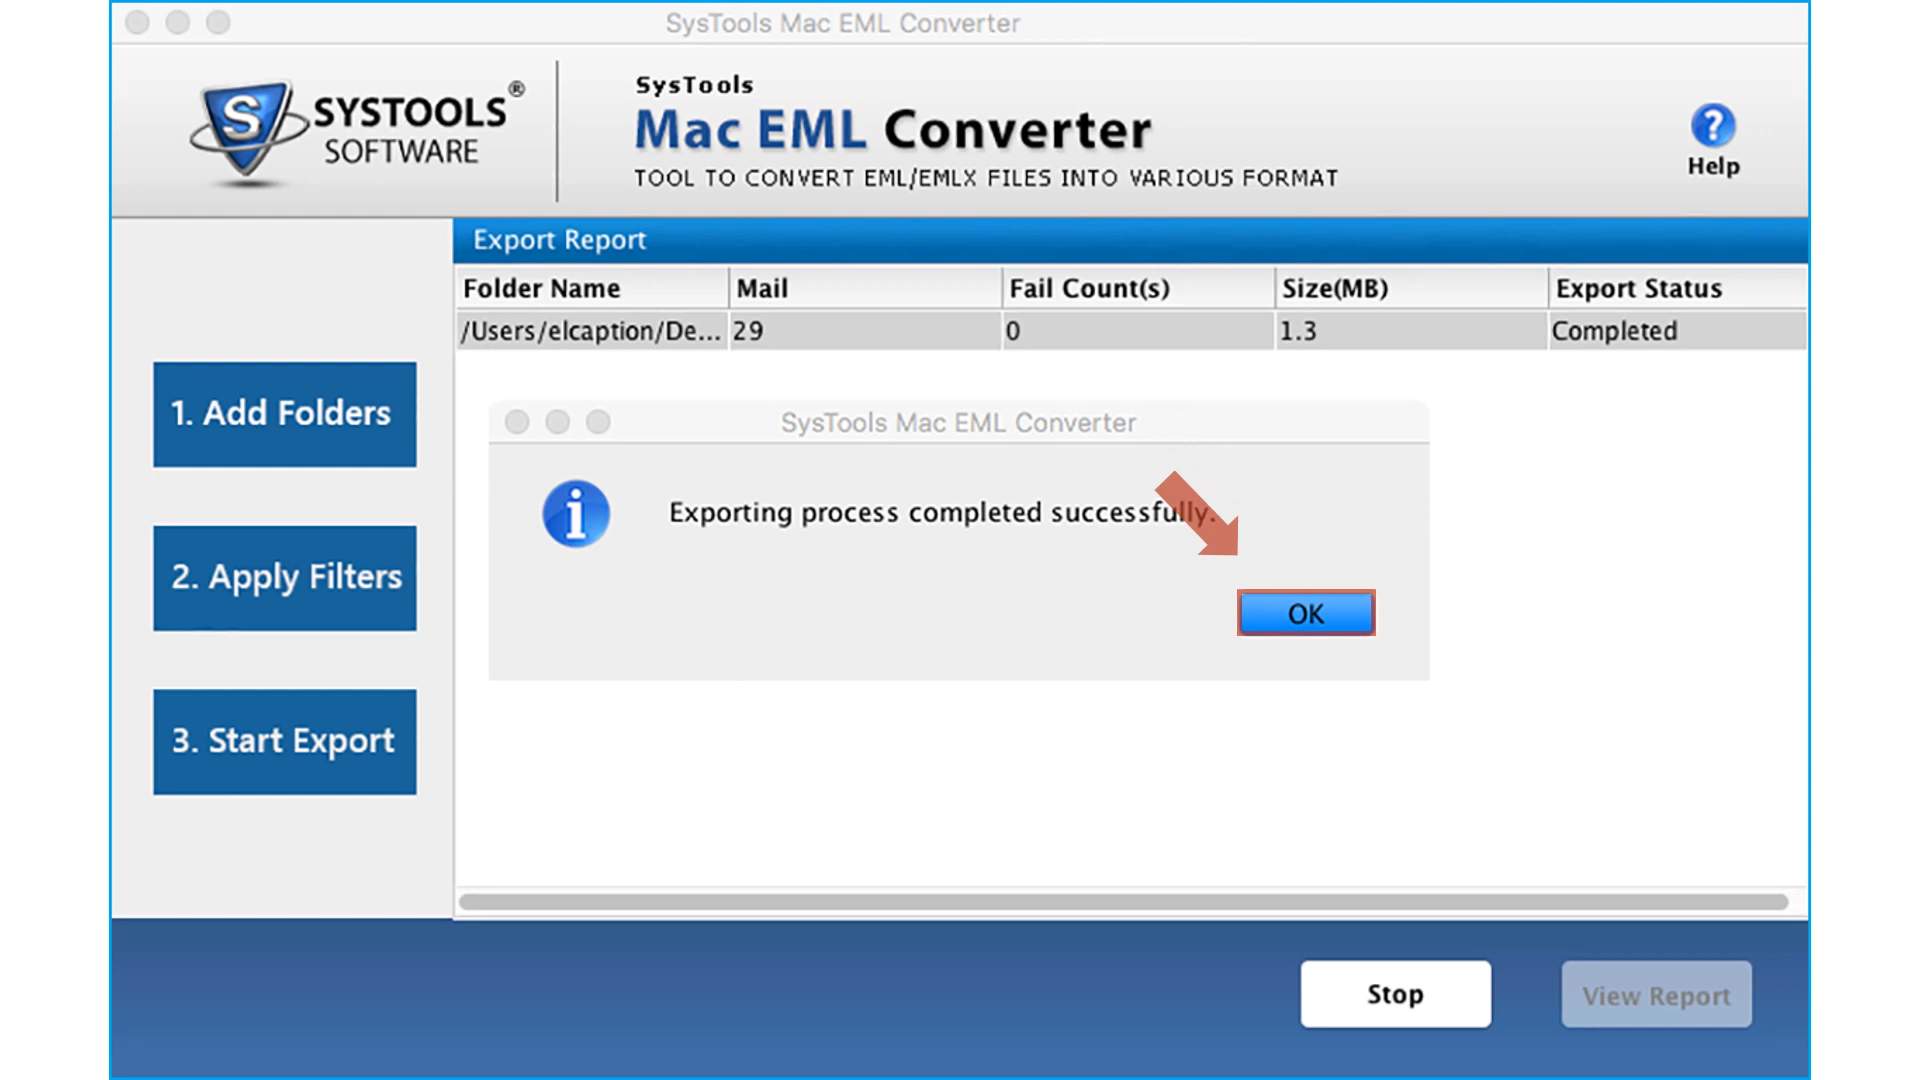 SysTools Mac EML Converter
SYSTOOLS®
SOFTWARE
SysTools
Mac EML Converter
TOOL TO CONVERT EML/EMLX FILES INTO VARIOUS FORMAT
?
Help
Export Report
Folder Name Mail Fail Count(s) Size(MB) Export Status
/Users/elcaption/De... 29 0 1.3 Completed
1. Add Folders
2. Apply Filters
3. Start Export
SysTools Mac EML Converter
Exporting process completed successfully.
OK
Stop
View Report